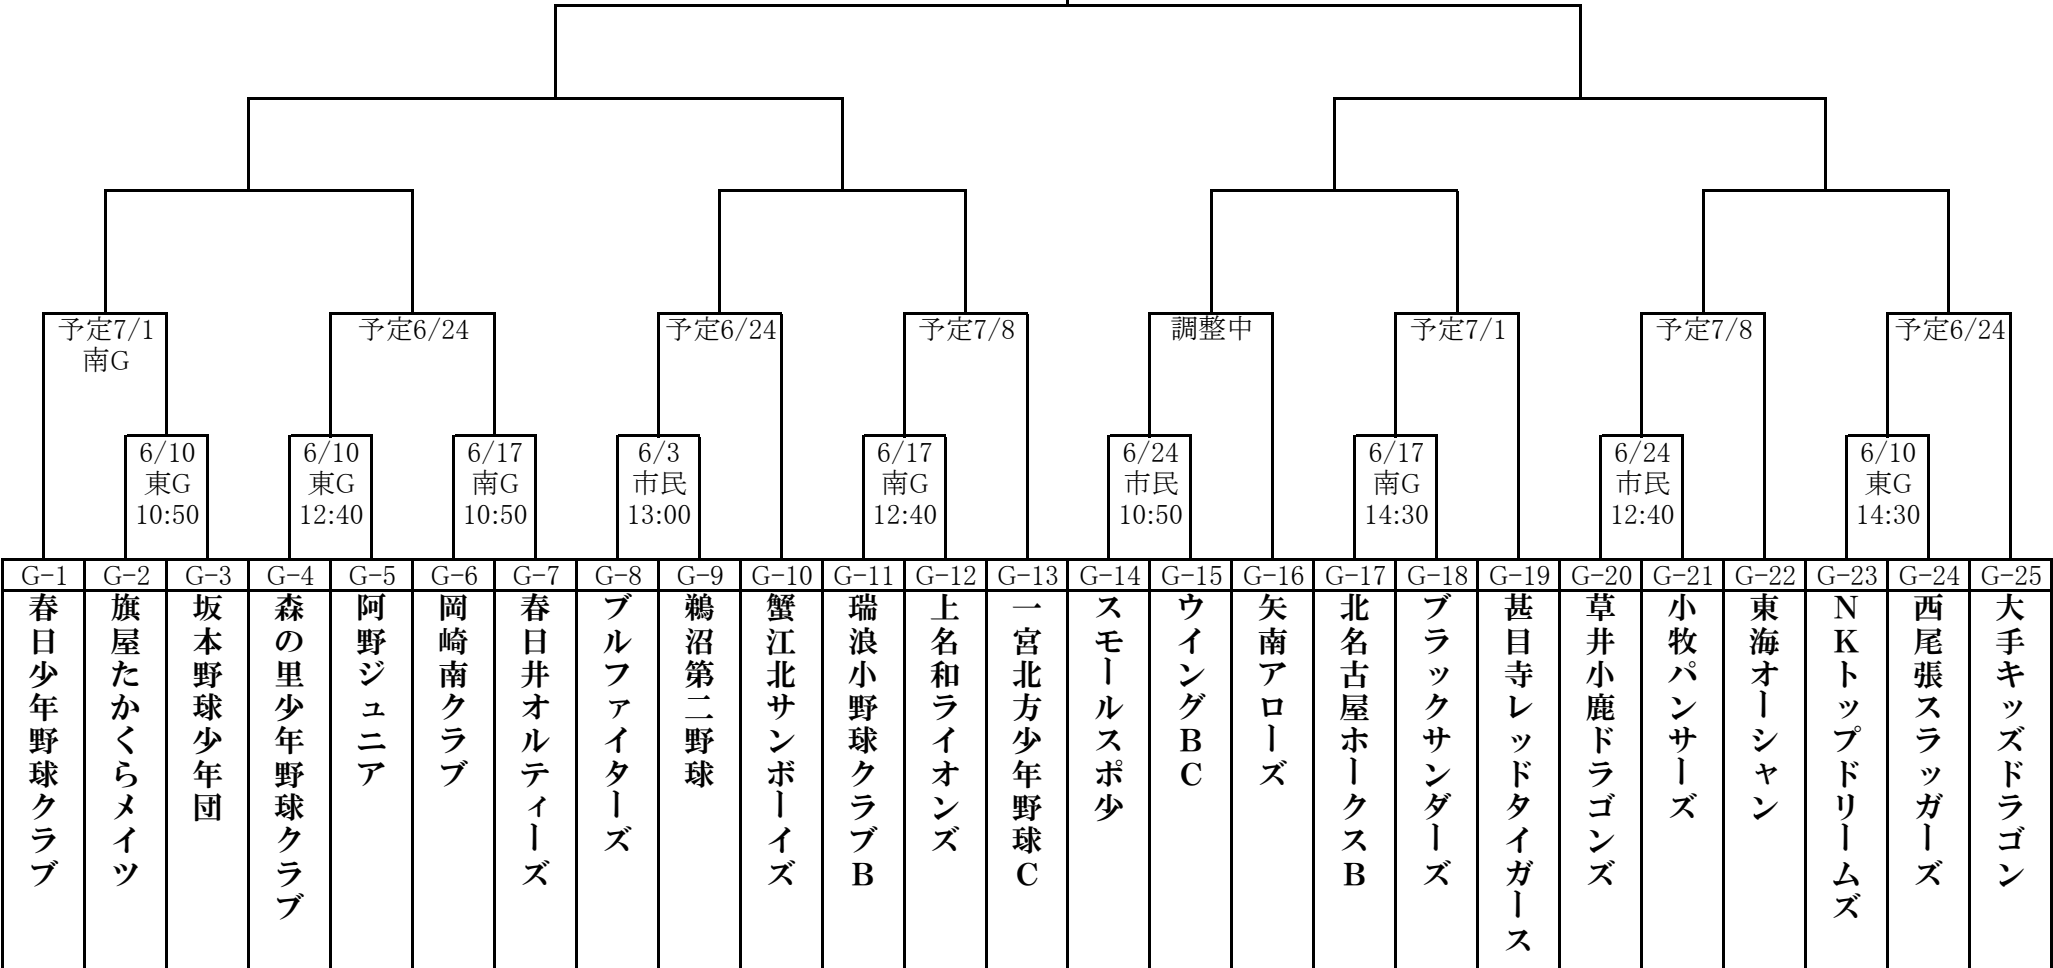 予定7/1
南G
予定6/24
予定6/24
予定7/8
調整中
予定7/1
予定7/8
予定6/24
6/10
東G
10:50
6/10
東G
12:40
6/17
南G
10:50
6/3
市民
13:00
6/17
南G
12:40
6/24
市民
10:50
6/17
南G
14:30
6/24
市民
12:40
6/10
東G
14:30
G-1
G-2
G-3
G-4
G-5
G-6
G-7
G-8
G-9
G-10
G-11
G-12
G-13
G-14
G-15
G-16
G-17
G-18
G-19
G-20
G-21
G-22
G-23
G-24
G-25
春日少年野球クラブ
旗屋たかくらメイツ
坂本野球少年団
森の里少年野球クラブ
阿野ジュニア
岡崎南クラブ
春日井オルティーズ
ブルファイターズ
鵜沼第二野球
蟹江北サンボーイズ
瑞浪小野球クラブB
上名和ライオンズ
一宮北方少年野球C
スモールスポ少
ウイングBC
矢南アローズ
北名古屋ホークスB
ブラックサンダーズ
甚目寺レッドタイガース
草井小鹿ドラゴンズ
小牧パンサーズ
東海オーシャン
NKトップドリームズ
西尾張スラッガーズ
大手キッズドラゴン